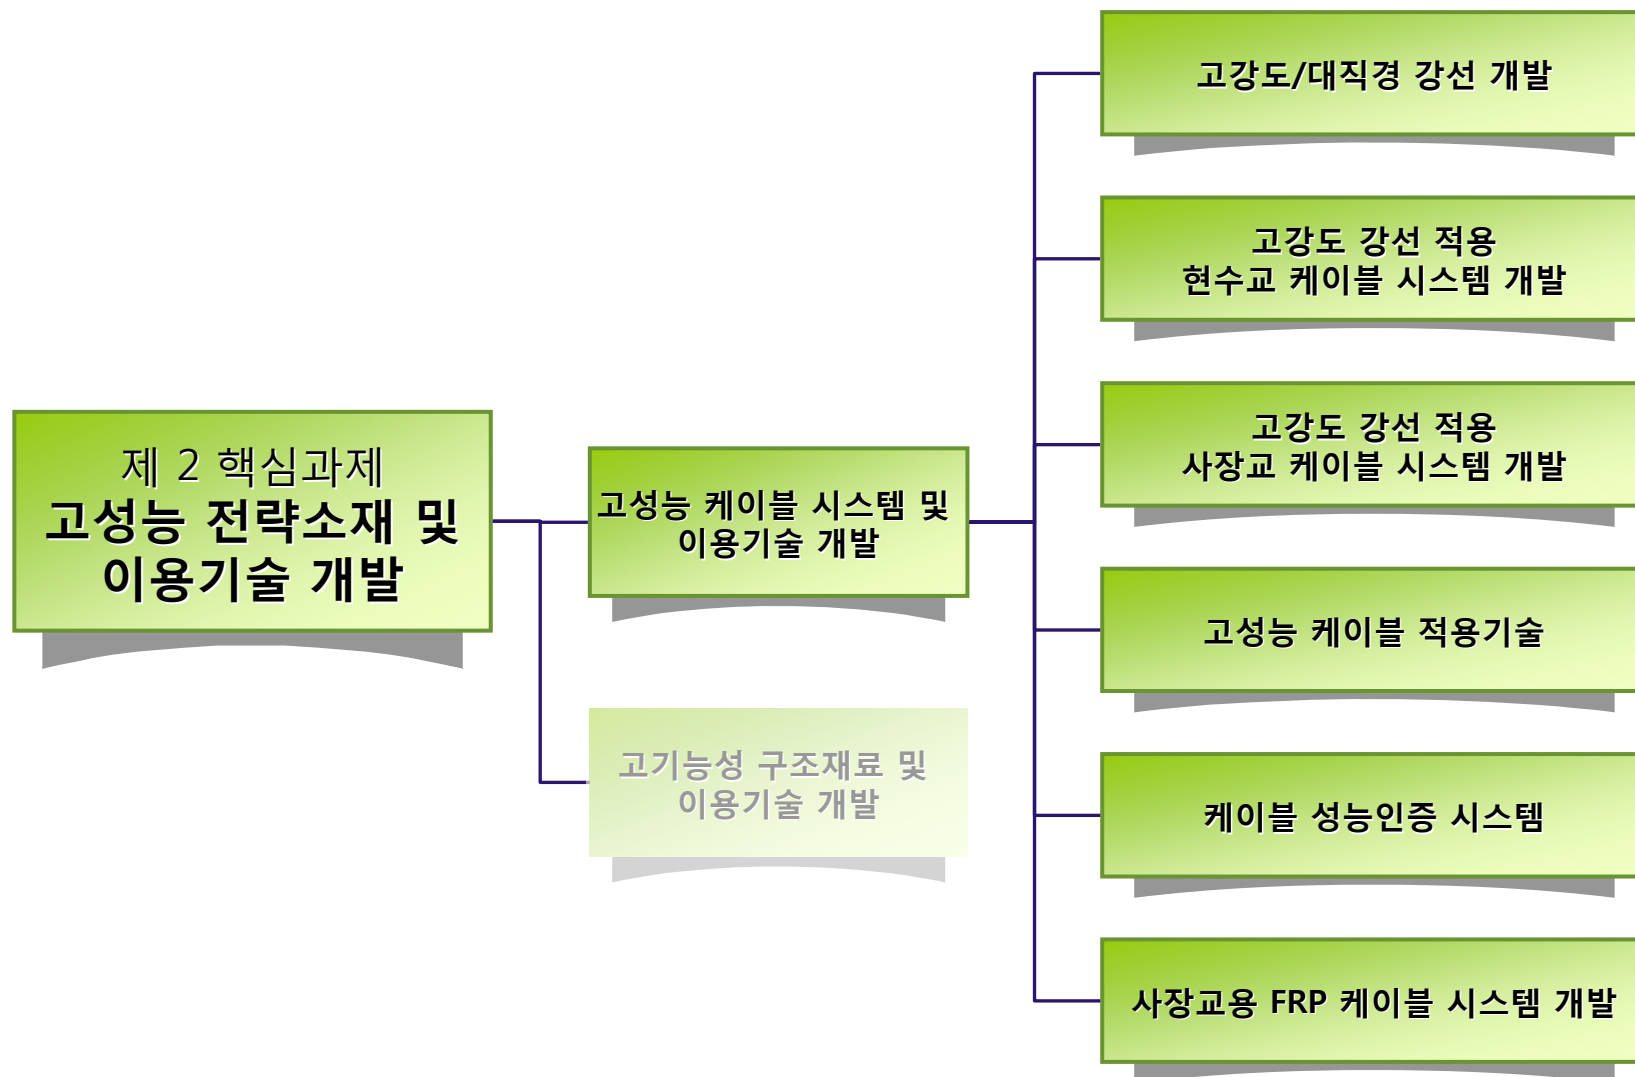 제 2 핵심과제
고성능 전략소재 및
이용기술 개발
고성능 케이블 시스템 및
이용기술 개발
고기능성 구조재료 및
이용기술 개발
고강도/대직경 강선 개발
고강도 강선 적용
현수교 케이블 시스템 개발
고강도 강선 적용
사장교 케이블 시스템 개발
고성능 케이블 적용기술
케이블 성능인증 시스템
사장교용 FRP 케이블 시스템 개발